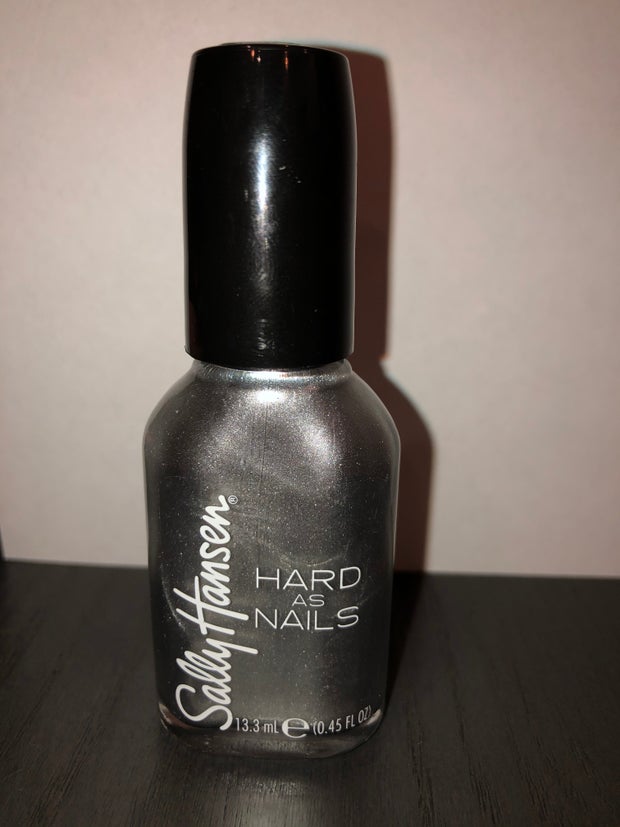 Sally Hansen®
HARD
AS
NAILS
13.3 mL ℮ (0.45 FL OZ)